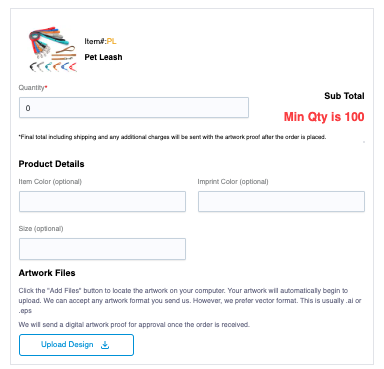 Item#:PL
Pet Leash
Quantity*
0
Sub Total
Min Qty is 100
*Final total including shipping and any additional charges will be sent with the artwork proof after the order is placed.
Product Details
Item Color (optional)
Imprint Color (optional)
Size (optional)
Artwork Files
Click the "Add Files" button to locate the artwork on your computer. Your artwork will automatically begin to
upload. We can accept any artwork format you send us. However, we prefer vector format. This is usually .ai or
.eps
We will send a digital artwork proof for approval once the order is received.
Upload Design